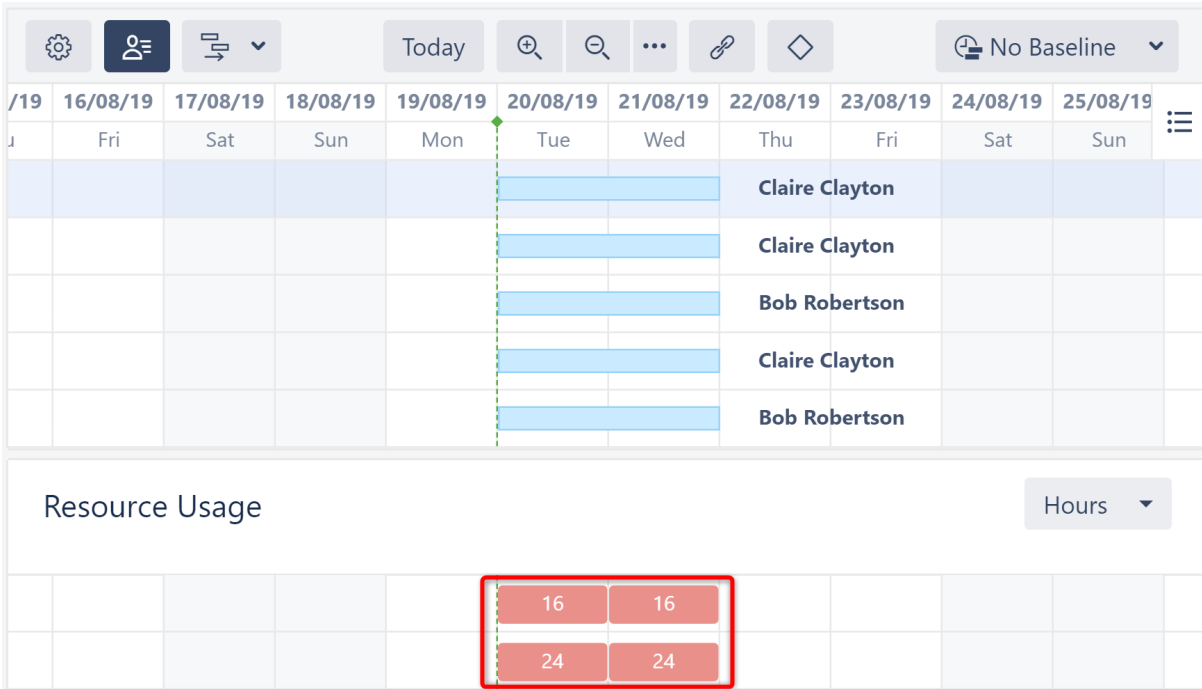 Today No Baseline
/19 16/08/19 17/08/19 18/08/19 19/08/19 20/08/19 21/08/19 22/08/19 23/08/19 24/08/19 25/08/19
Fri Sat Sun Mon Tue Wed Thu Fri Sat Sun
Claire Clayton
Claire Clayton
Bob Robertson
Claire Clayton
Bob Robertson
Resource Usage Hours
16 16
24 24